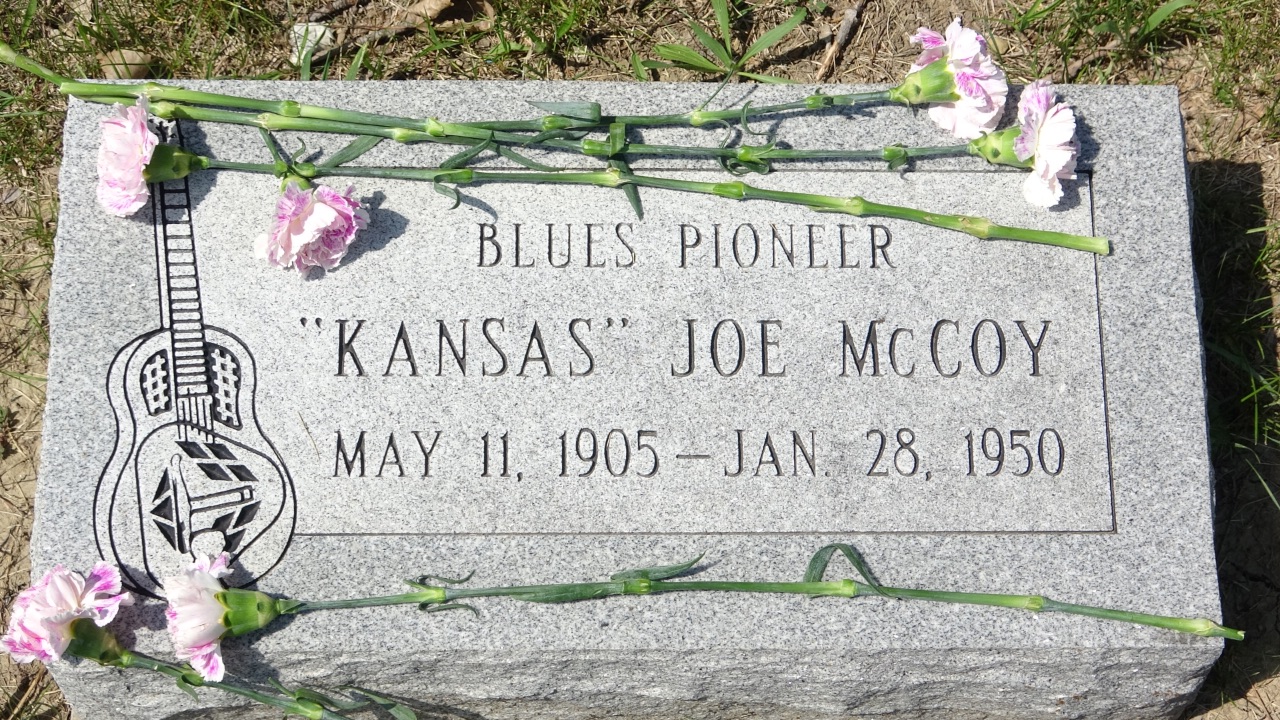 BLUES PIONEER
"KANSAS" JOE McCOY
MAY 11, 1905 – JAN. 28, 1950